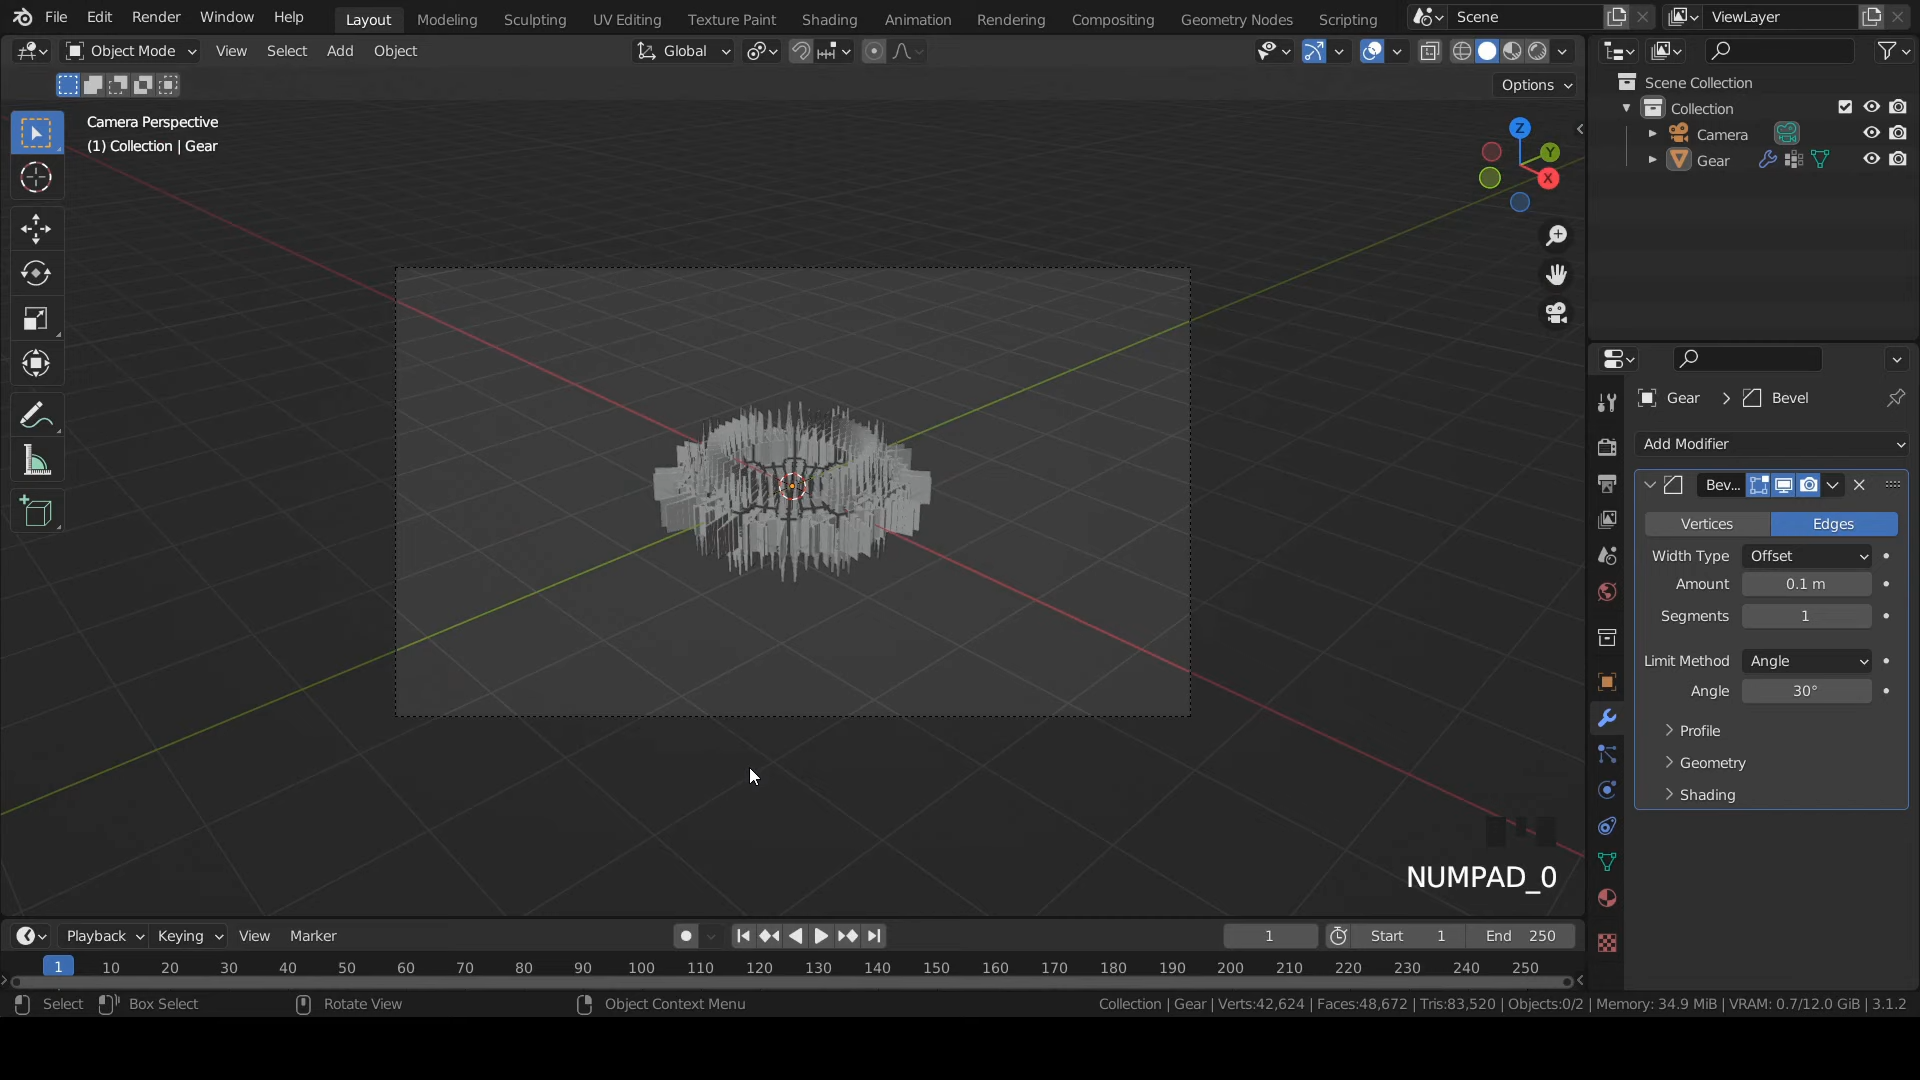 File Edit Render Window Help Layout Modeling Sculpting UV Editing Texture Paint Shading Animation Rendering Compositing Geometry Nodes Scripting Scene ViewLayer
Object Mode View Select Add Object Global
Options
Camera Perspective
(1) Collection | Gear
Z
Y
X
Scene Collection
Collection
Camera
Gear
Gear > Bevel
Add Modifier
Bev...
Vertices Edges
Width Type Offset
Amount 0.1 m
Segments 1
Limit Method Angle
Angle 30°
Profile
Geometry
Shading
NUMPAD_0
Playback Keying View Marker 1 Start 1 End 250
1 10 20 30 40 50 60 70 80 90 100 110 120 130 140 150 160 170 180 190 200 210 220 230 240 250
Select Box Select Rotate View Object Context Menu Collection | Gear | Verts:42,624 | Faces:48,672 | Tris:83,520 | Objects:0/2 | Memory: 34.9 MiB | VRAM: 0.7/12.0 GiB | 3.1.2